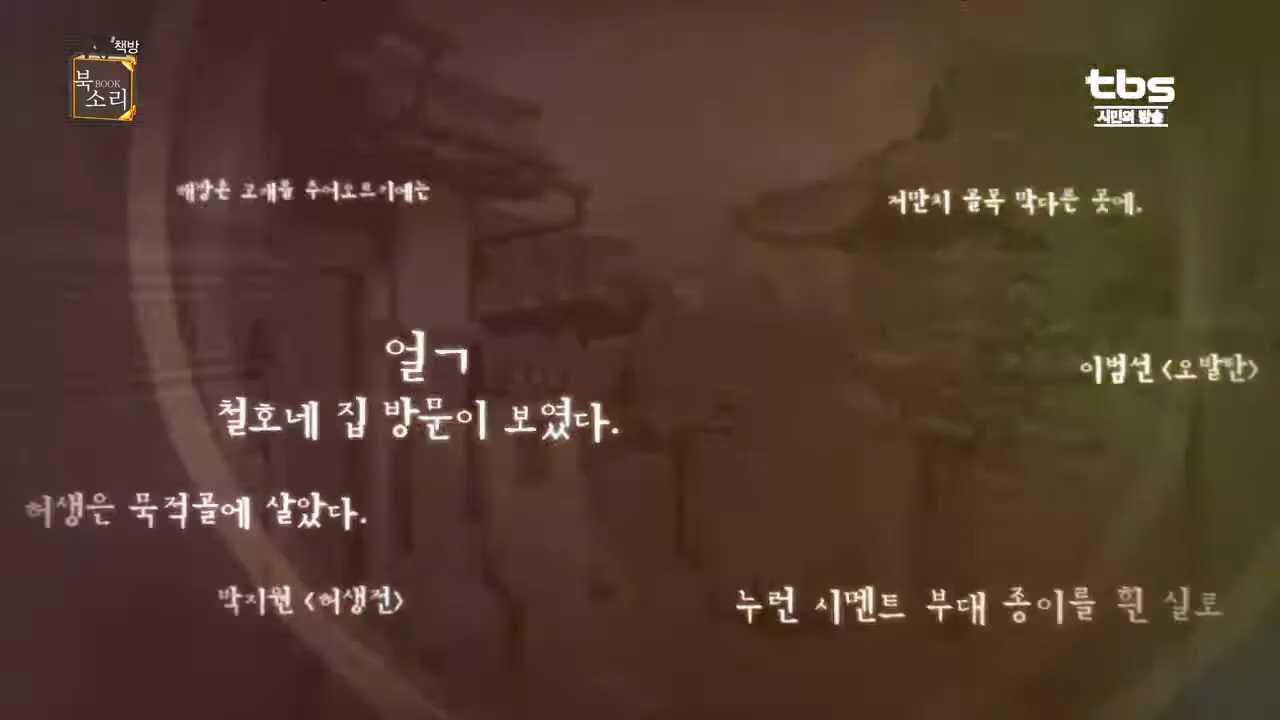 책방
북
BOOK
소리
tbs
시민의 방송
해방촌 고개를 추어오르기에는
저만치 골목 막다른 곳에.
얼ㄱ
이범선 <오발탄>
철호네 집 방문이 보였다.
허생은 묵적골에 살았다.
박지원 <허생전>
누런 시멘트 부대 종이를 흰 실로